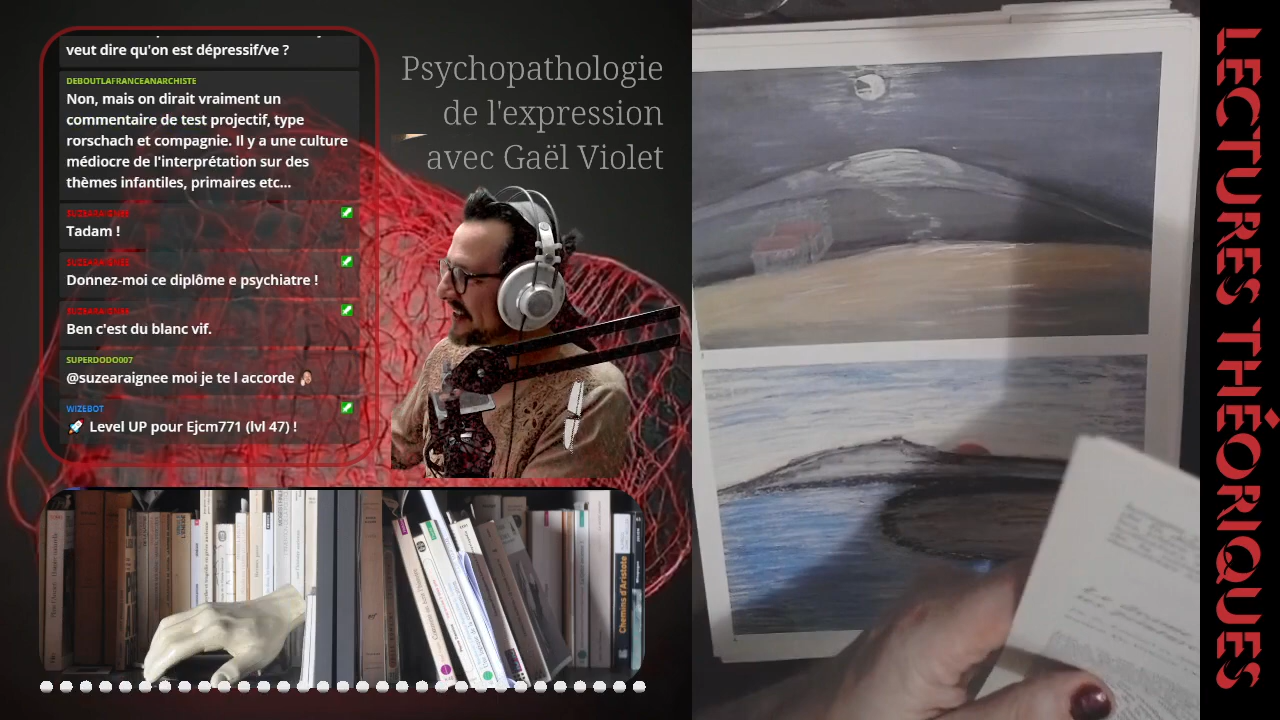 veut dire qu'on est dépressif/ve ?
DEBOUTLAFRANCEANARCHISTE
Non, mais on dirait vraiment un
commentaire de test projectif, type
rorschach et compagnie. Il y a une culture
médiocre de l'interprétation sur des
thèmes infantiles, primaires etc...
SUZEARAIGNEE
Tadam !
SUZEARAIGNEE
Donnez-moi ce diplôme e psychiatre !
SUZEARAIGNEE
Ben c'est du blanc vif.
SUPERDODO007
@suzearaignee moi je te l accorde
WIZEBOT
🚀 Level UP pour Ejcm771 (lvl 47) !
Psychopathologie
de l'expression
avec Gaël Violet
Chemins d'Aristote
LECTURES THÉORIQUES